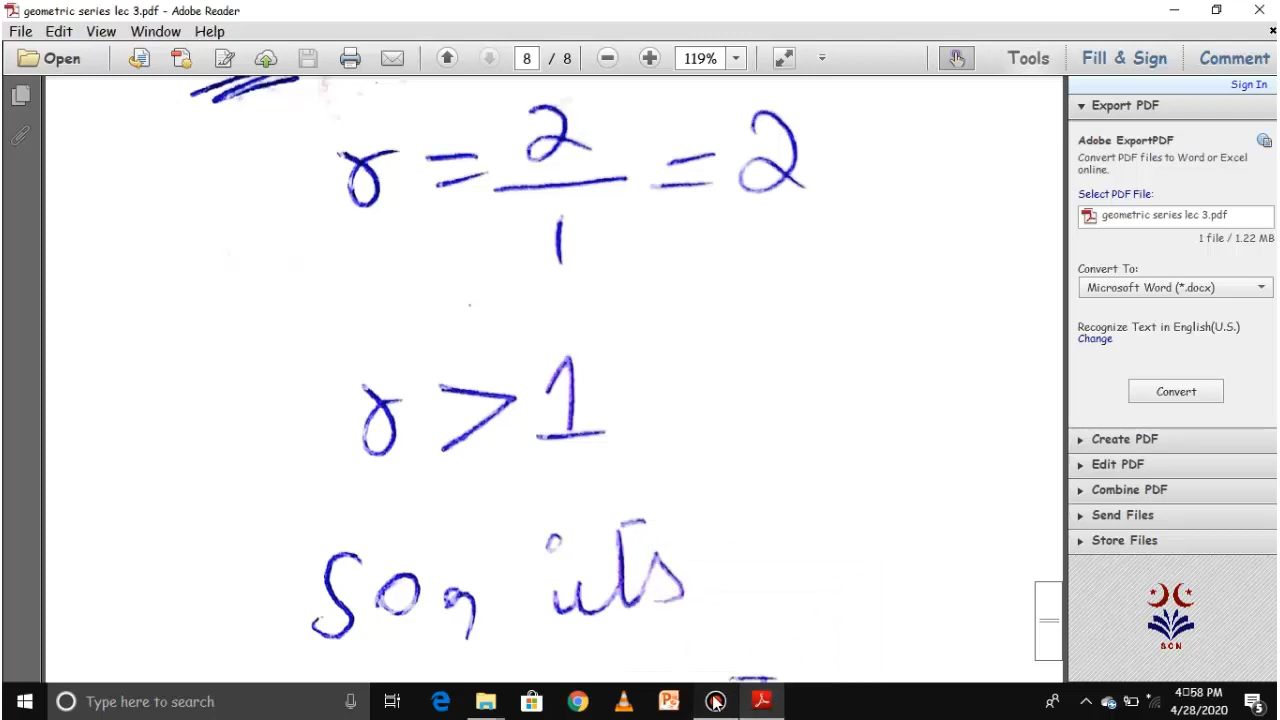 geometric series lec 3.pdf - Adobe Reader
File Edit View Window Help
Open 8 / 8 119% Tools Fill & Sign Comment
Sign In
Export PDF
Adobe ExportPDF
Convert PDF files to Word or Excel
online.
Select PDF File:
geometric series lec 3.pdf
1 file / 1.22 MB
Convert To:
Microsoft Word (*.docx)
Recognize Text in English(U.S.)
Change
Convert
Create PDF
Edit PDF
Combine PDF
Send Files
Store Files
SCN
r = 2/1 = 2
r > 1
So, its
Type here to search
4:58 PM
4/28/2020
5